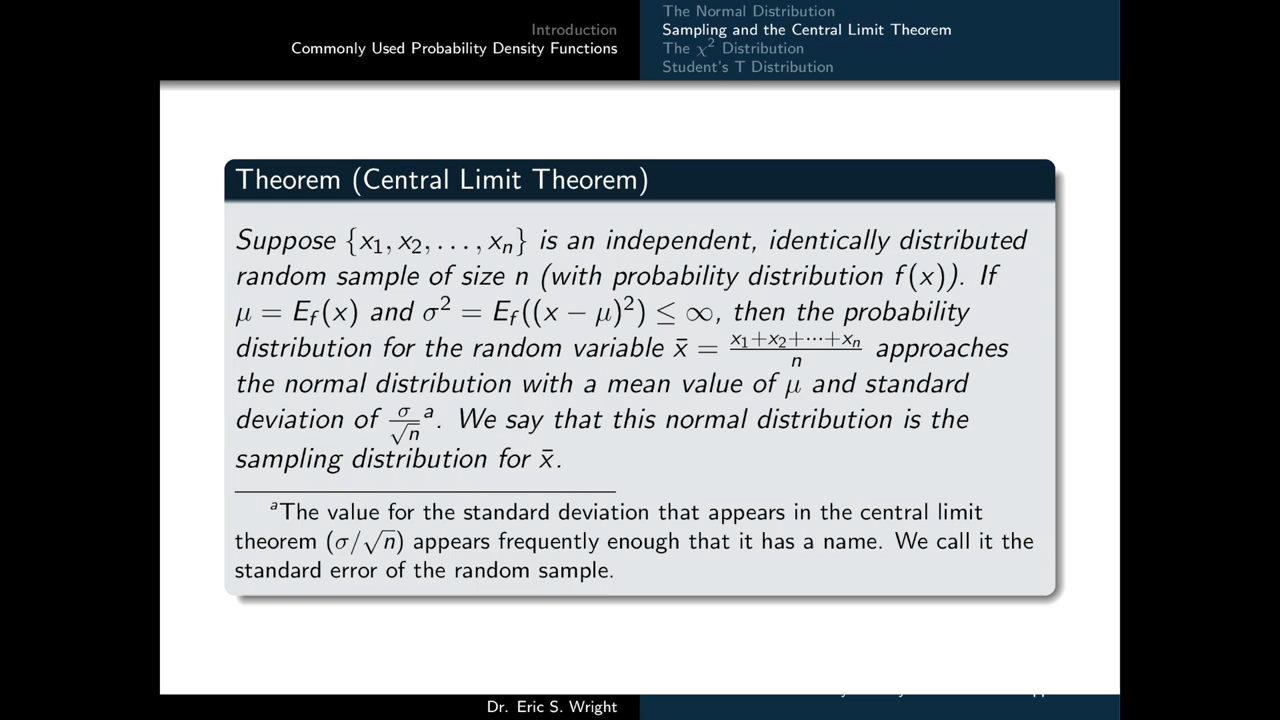 Introduction
Commonly Used Probability Density Functions
The Normal Distribution
Sampling and the Central Limit Theorem
The χ² Distribution
Student's T Distribution
Theorem (Central Limit Theorem)
Suppose {x₁, x₂, . . . , xₙ} is an independent, identically distributed
random sample of size n (with probability distribution f(x)). If
μ = E_f(x) and σ² = E_f((x − μ)²) ≤ ∞, then the probability
distribution for the random variable x̄ = (x₁+x₂+···+xₙ)/n approaches
the normal distribution with a mean value of μ and standard
deviation of σ/√n ᵃ. We say that this normal distribution is the
sampling distribution for x̄.
ᵃThe value for the standard deviation that appears in the central limit
theorem (σ/√n) appears frequently enough that it has a name. We call it the
standard error of the random sample.
Dr. Eric S. Wright